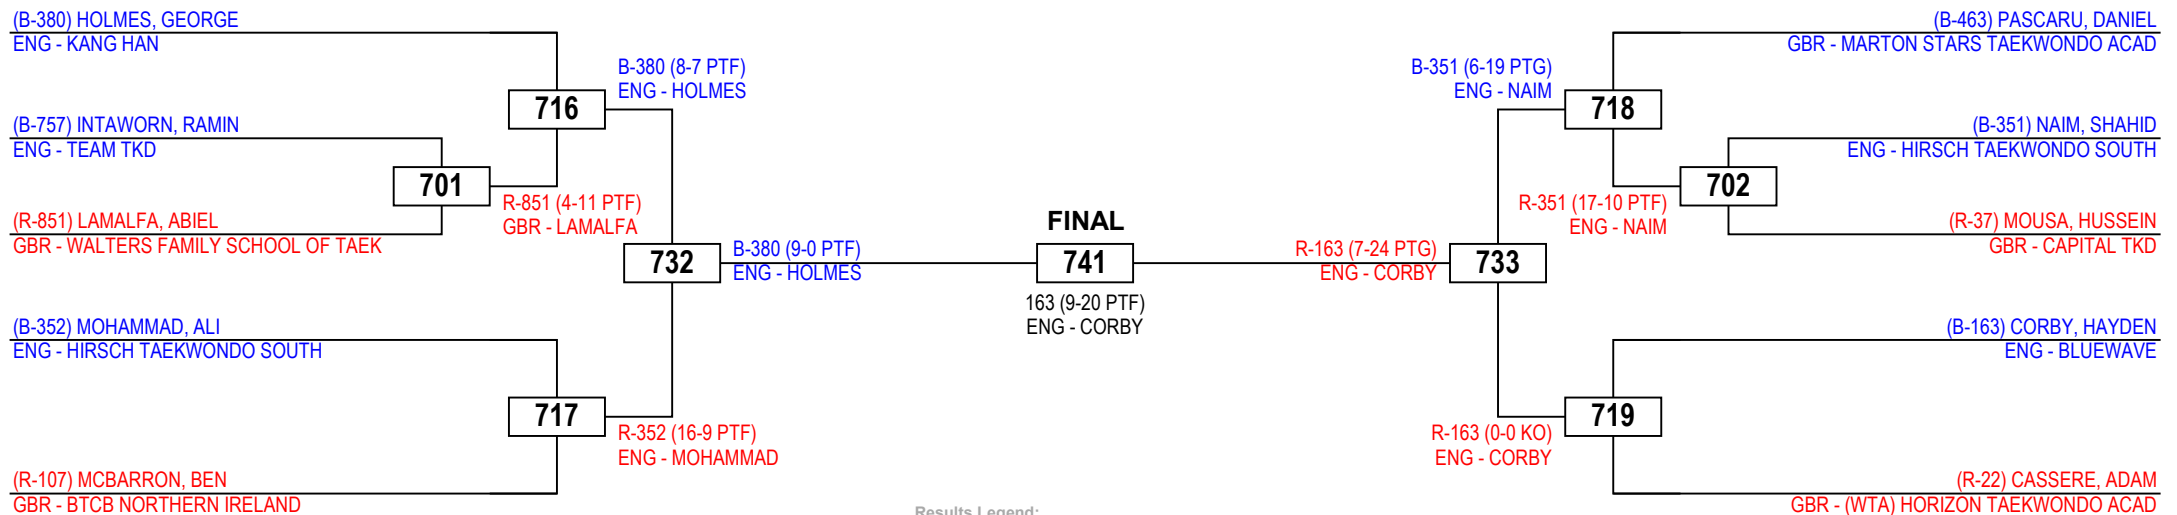 (B-380) HOLMES, GEORGE
ENG - KANG HAN
(B-757) INTAWORN, RAMIN
ENG - TEAM TKD
(R-851) LAMALFA, ABIEL
GBR - WALTERS FAMILY SCHOOL OF TAEK
(B-352) MOHAMMAD, ALI
ENG - HIRSCH TAEKWONDO SOUTH
(R-107) MCBARRON, BEN
GBR - BTCB NORTHERN IRELAND
701
716
717
B-380 (8-7 PTF)
ENG - HOLMES
R-851 (4-11 PTF)
GBR - LAMALFA
R-352 (16-9 PTF)
ENG - MOHAMMAD
732
B-380 (9-0 PTF)
ENG - HOLMES
FINAL
741
163 (9-20 PTF)
ENG - CORBY
R-163 (7-24 PTG)
ENG - CORBY
733
B-351 (6-19 PTG)
ENG - NAIM
R-351 (17-10 PTF)
ENG - NAIM
R-163 (0-0 KO)
ENG - CORBY
718
702
719
(B-463) PASCARU, DANIEL
GBR - MARTON STARS TAEKWONDO ACAD
(B-351) NAIM, SHAHID
ENG - HIRSCH TAEKWONDO SOUTH
(R-37) MOUSA, HUSSEIN
GBR - CAPITAL TKD
(B-163) CORBY, HAYDEN
ENG - BLUEWAVE
(R-22) CASSERE, ADAM
GBR - (WTA) HORIZON TAEKWONDO ACAD
Results Legend: